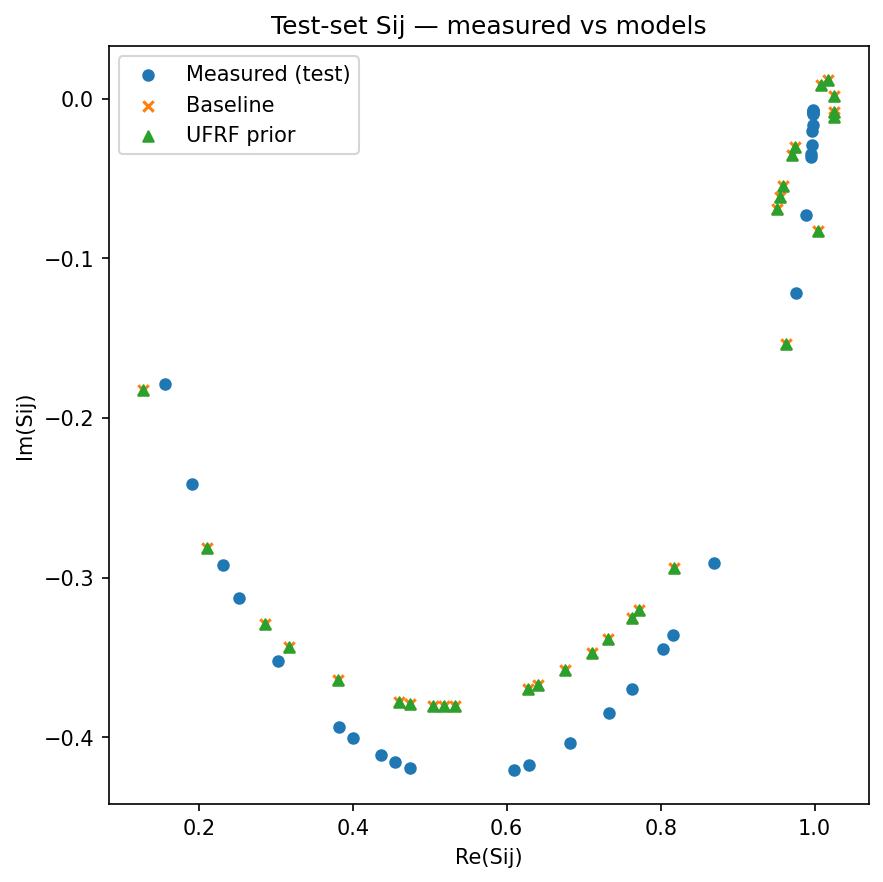 Test-set Sij — measured vs models
Measured (test)
Baseline
UFRF prior
0.0
−0.1
−0.2
−0.3
−0.4
Im(Sij)
0.2 0.4 0.6 0.8 1.0
Re(Sij)